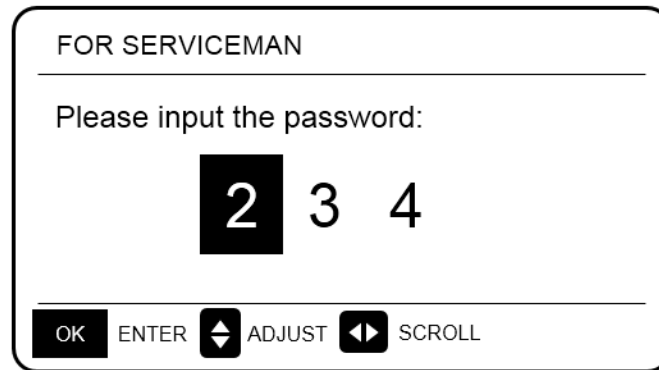 FOR SERVICEMAN
Please input the password:
2 3 4
OK ENTER ADJUST SCROLL